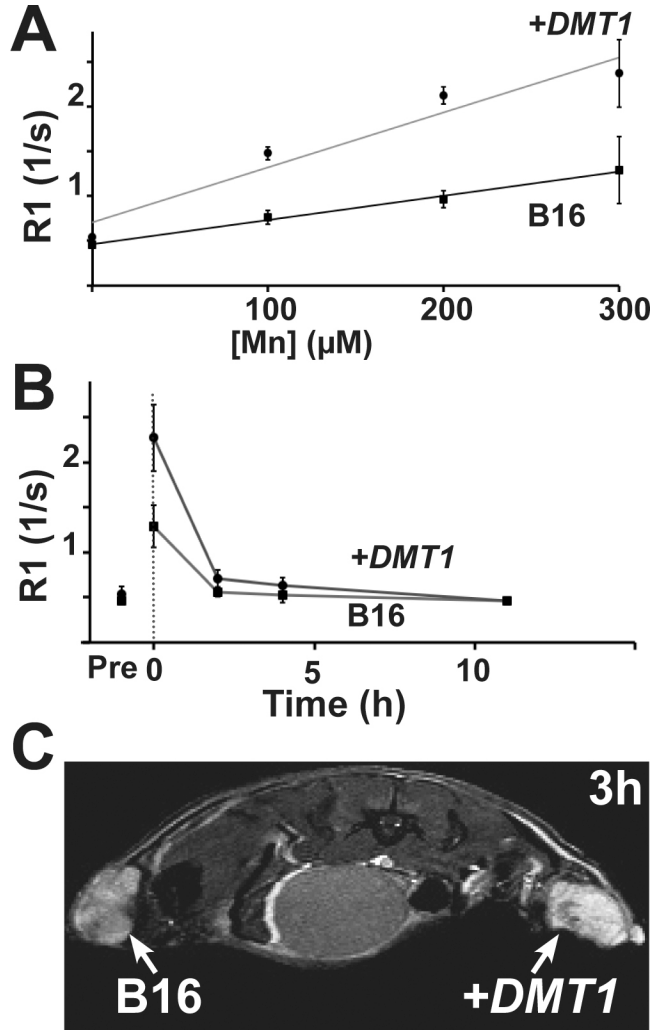 A
+DMT1
2
1
R1 (1/s)
B16
100 200 300
[Mn] (µM)
B
2
1
R1 (1/s)
+DMT1
B16
Pre 0 5 10
Time (h)
C
3h
B16 +DMT1